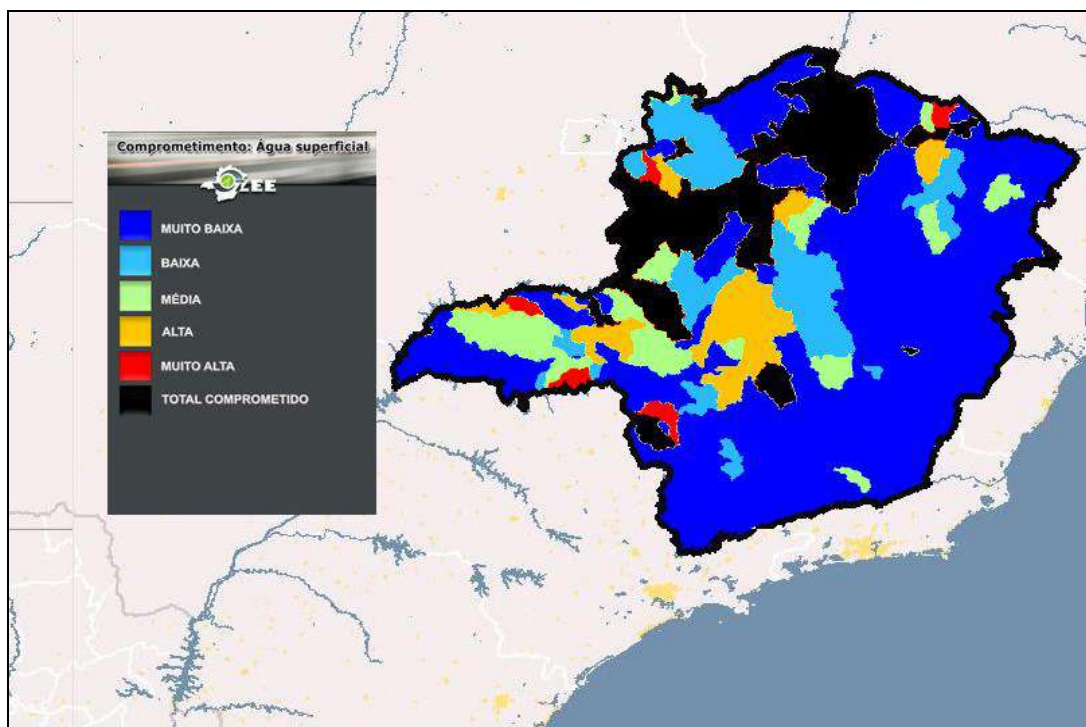 Comprometimento: Água superficial
ZEE
MUITO BAIXA
BAIXA
MÉDIA
ALTA
MUITO ALTA
TOTAL COMPROMETIDO